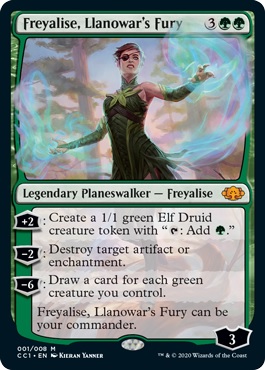 Freyalise, Llanowar's Fury 3
Legendary Planeswalker — Freyalise
+2 : Create a 1/1 green Elf Druid
creature token with “ : Add .”
−2 : Destroy target artifact or
enchantment.
−6 : Draw a card for each green
creature you control.
Freyalise, Llanowar's Fury can be
your commander.
3
001/008 M
CC1 • EN KIERAN YANNER
™ & © 2020 Wizards of the Coast